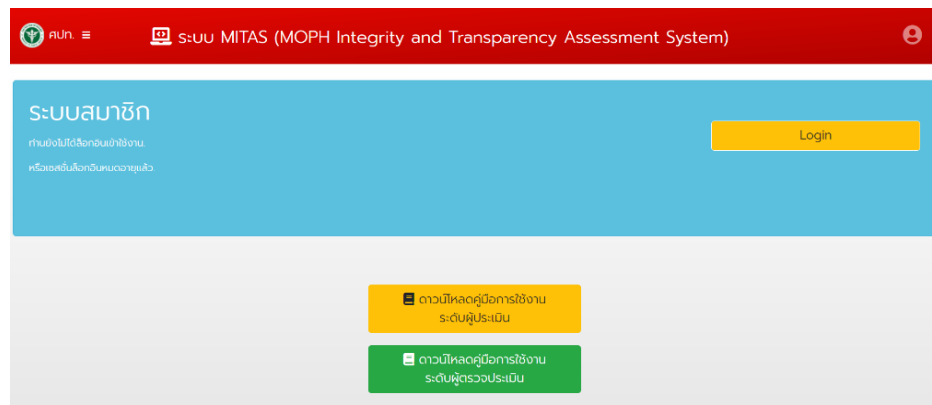 ศปท. ≡
ระบบ MITAS (MOPH Integrity and Transparency Assessment System)
ระบบสมาชิก
ท่านยังไม่ได้ล็อกอินเข้าใช้งาน.
หรือเซสชั่นล็อกอินหมดอายุแล้ว.
Login
ดาวน์โหลดคู่มือการใช้งาน
ระดับผู้ประเมิน
ดาวน์โหลดคู่มือการใช้งาน
ระดับผู้ตรวจประเมิน